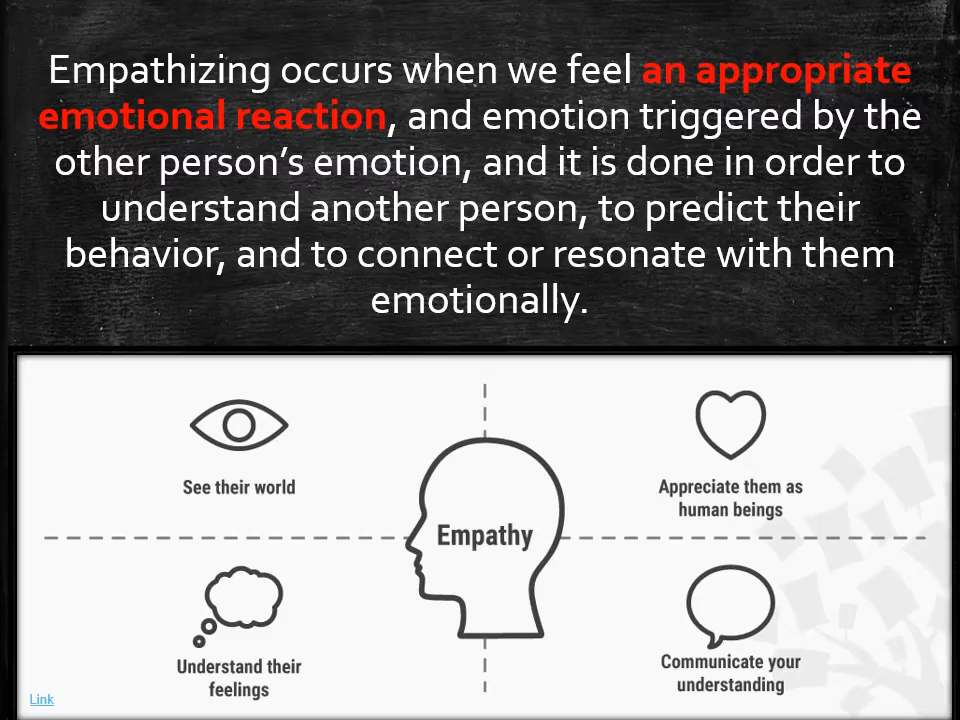 Empathizing occurs when we feel an appropriate
emotional reaction, and emotion triggered by the
other person’s emotion, and it is done in order to
understand another person, to predict their
behavior, and to connect or resonate with them
emotionally.
See their world
Appreciate them as
human beings
Empathy
Understand their
feelings
Communicate your
understanding
Link